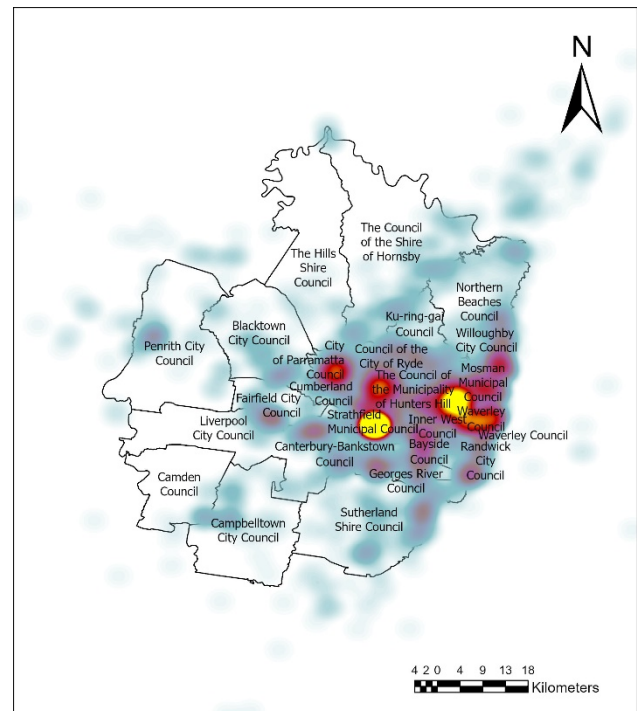 N
The Council
of the Shire
of Hornsby
The Hills
Shire
Council
Northern
Beaches
Council
Ku-ring-gai
Council
Willoughby
City Council
Blacktown
City Council
Penrith City
Council
City
of Parramatta
Council
Council of the
City of Ryde
Mosman
Municipal
Council
The Council of
the Municipality
of Hunters Hill
Cumberland
Council
Fairfield City
Council
Strathfield
Municipal Council
Inner West
Council
Waverley
Council
Waverley Council
Liverpool
City Council
Canterbury-Bankstown
Council
Bayside
Council
Randwick
City
Council
Georges River
Council
Camden
Council
Campbelltown
City Council
Sutherland
Shire Council
4 2 0 4 9 13 18
Kilometers